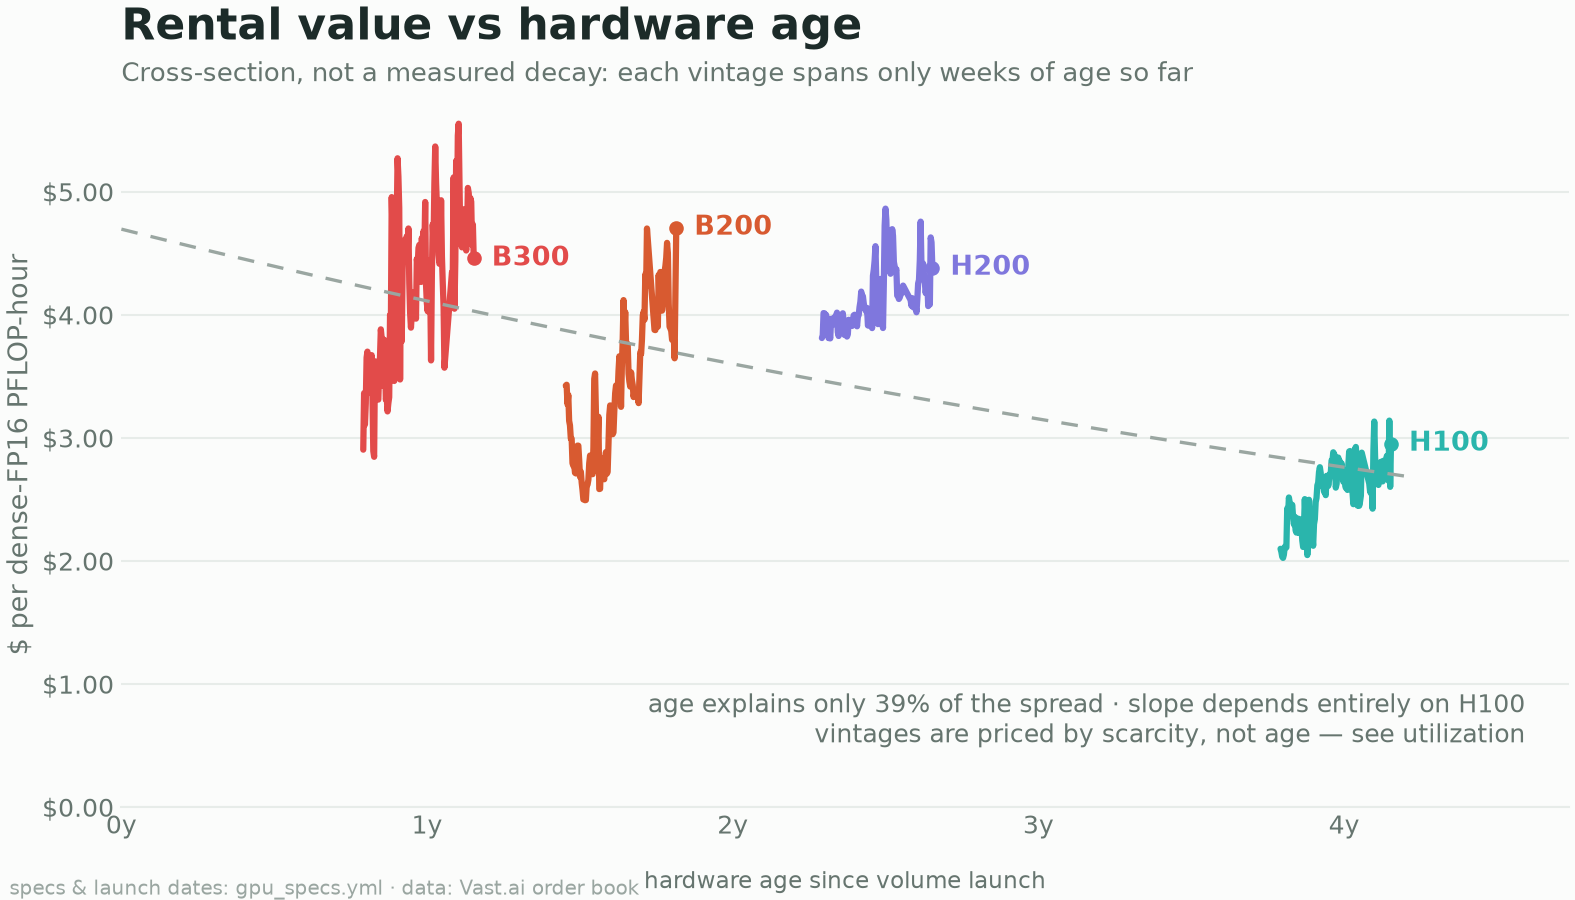 Rental value vs hardware age
Cross-section, not a measured decay: each vintage spans only weeks of age so far
$ per dense-FP16 PFLOP-hour
$5.00
$4.00
$3.00
$2.00
$1.00
$0.00
B300
B200
H200
H100
age explains only 39% of the spread · slope depends entirely on H100
vintages are priced by scarcity, not age — see utilization
0y
1y
2y
3y
4y
hardware age since volume launch
specs & launch dates: gpu_specs.yml · data: Vast.ai order book